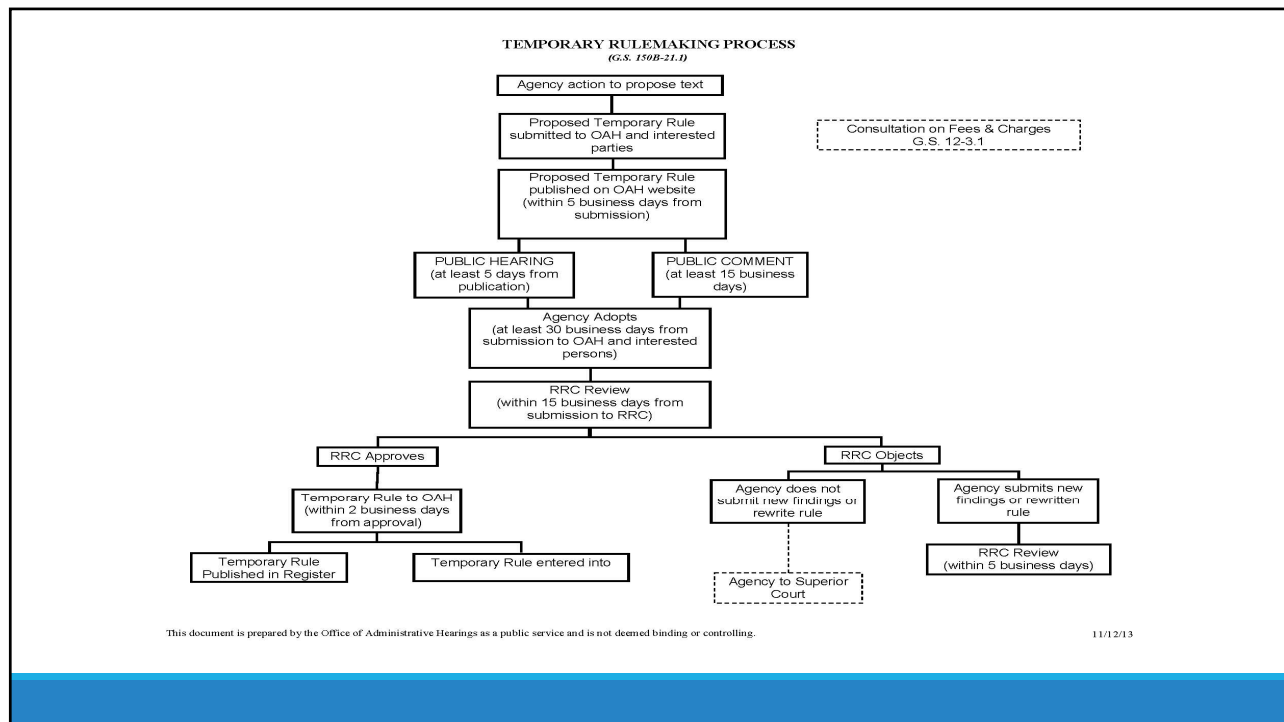 TEMPORARY RULEMAKING PROCESS
(G.S. 150B-21.1)
Agency action to propose text
Proposed Temporary Rule
submitted to OAH and interested
parties
Consultation on Fees & Charges
G.S. 12-3.1
Proposed Temporary Rule
published on OAH website
(within 5 business days from
submission)
PUBLIC HEARING
(at least 5 days from
publication)
PUBLIC COMMENT
(at least 15 business
days)
Agency Adopts
(at least 30 business days from
submission to OAH and interested
persons)
RRC Review
(within 15 business days from
submission to RRC)
RRC Approves
RRC Objects
Temporary Rule to OAH
(within 2 business days
from approval)
Agency does not
submit new findings or
rewrite rule
Agency submits new
findings or rewritten
rule
Temporary Rule
Published in Register
Temporary Rule entered into
RRC Review
(within 5 business days)
Agency to Superior
Court
This document is prepared by the Office of Administrative Hearings as a public service and is not deemed binding or controlling.
11/12/13